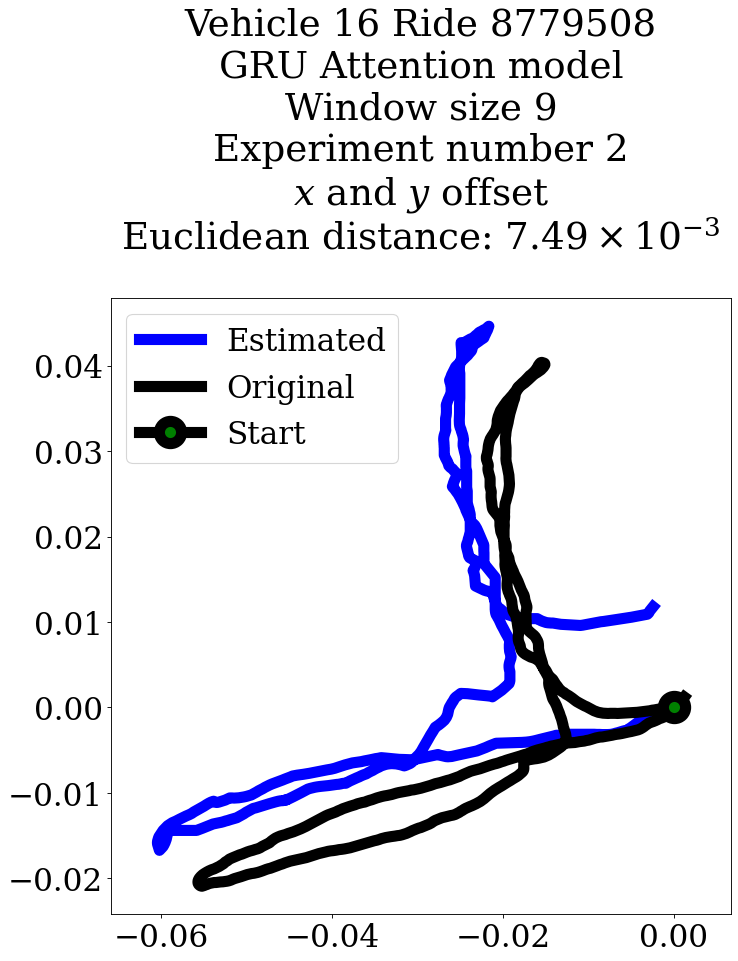 Vehicle 16 Ride 8779508
GRU Attention model
Window size 9
Experiment number 2
x and y offset
Euclidean distance: 7.49 × 10⁻³
Estimated
Original
Start
0.04
0.03
0.02
0.01
0.00
−0.01
−0.02
−0.06
−0.04
−0.02
0.00